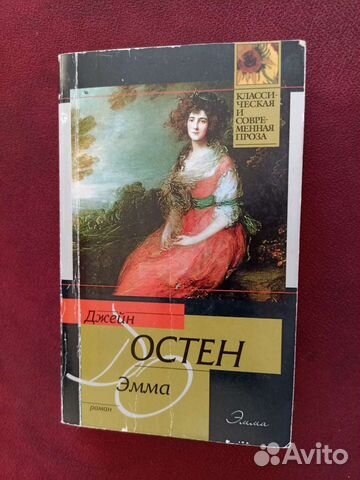 КЛАССИ-
ЧЕСКАЯ И
СОВРЕ-
МЕННАЯ
ПРОЗА
Джейн
ОСТЕН
Эмма
роман
Эмма
Avito